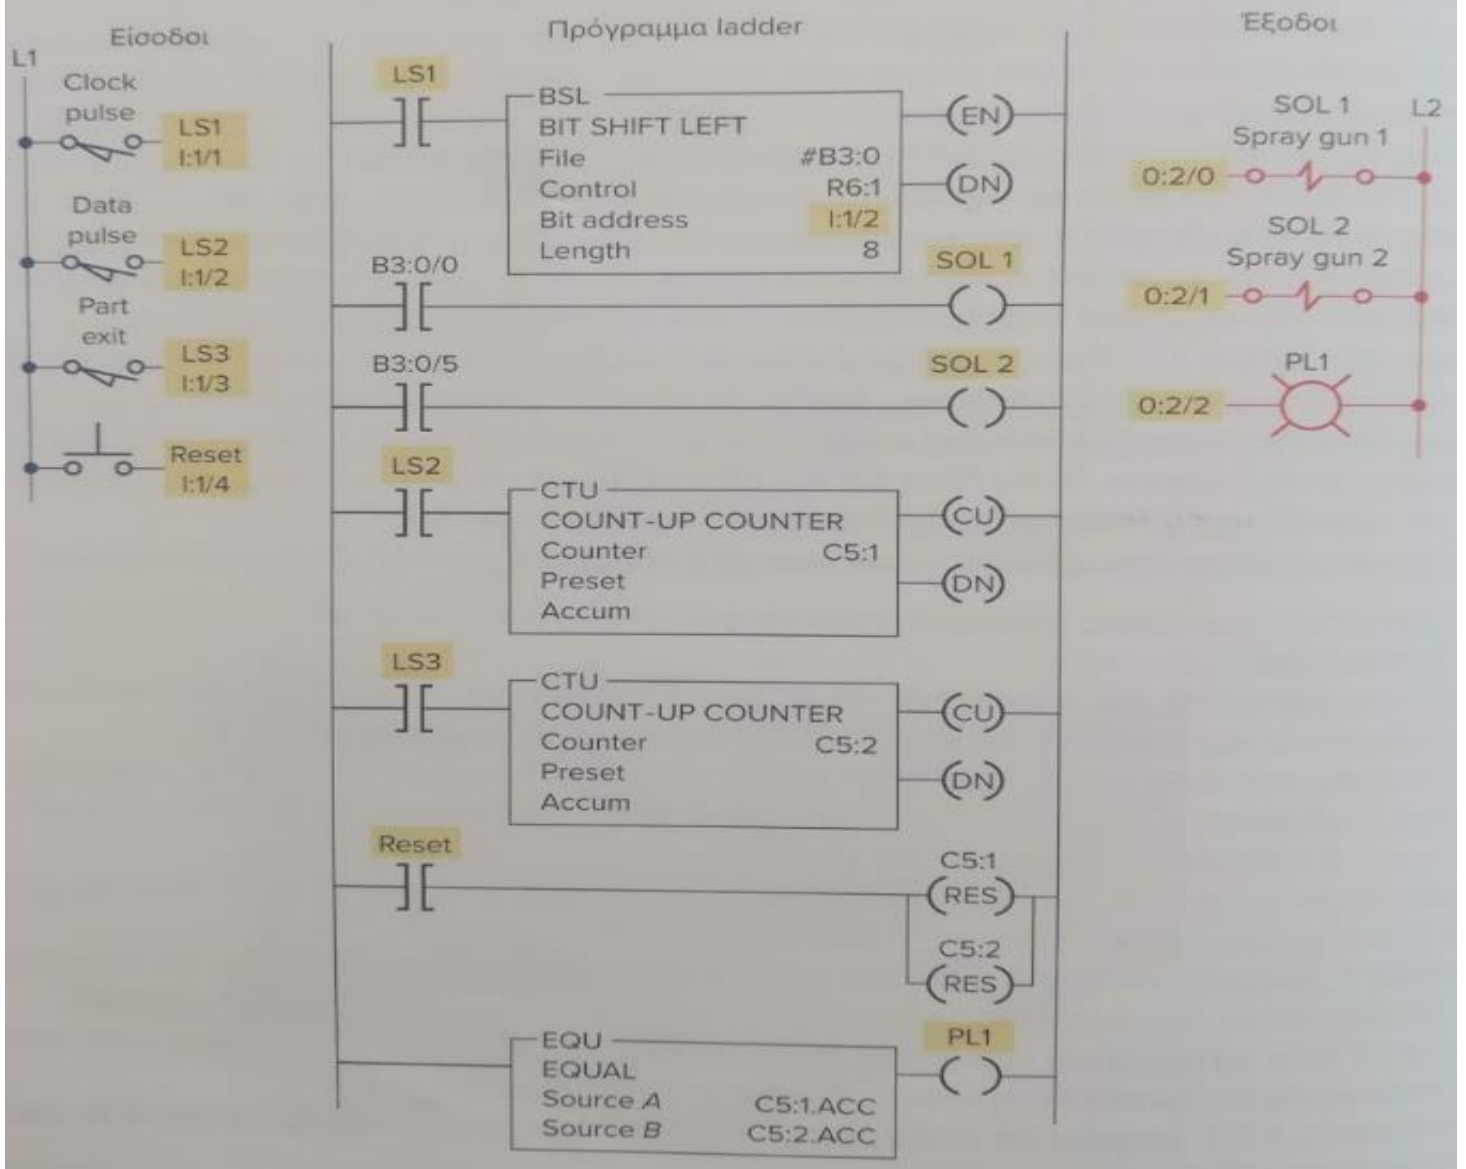 Είσοδοι
L1
Clock
pulse
LS1
I:1/1
Data
pulse
LS2
I:1/2
Part
exit
LS3
I:1/3
Reset
I:1/4
Πρόγραμμα ladder
LS1
BSL
BIT SHIFT LEFT
File #B3:0
Control R6:1
Bit address I:1/2
Length 8
EN
DN
B3:0/0
SOL 1
B3:0/5
SOL 2
LS2
CTU
COUNT-UP COUNTER
Counter C5:1
Preset
Accum
CU
DN
LS3
CTU
COUNT-UP COUNTER
Counter C5:2
Preset
Accum
CU
DN
Reset
C5:1
RES
C5:2
RES
EQU
EQUAL
Source A C5:1.ACC
Source B C5:2.ACC
PL1
Έξοδοι
L2
SOL 1
Spray gun 1
0:2/0
SOL 2
Spray gun 2
0:2/1
PL1
0:2/2